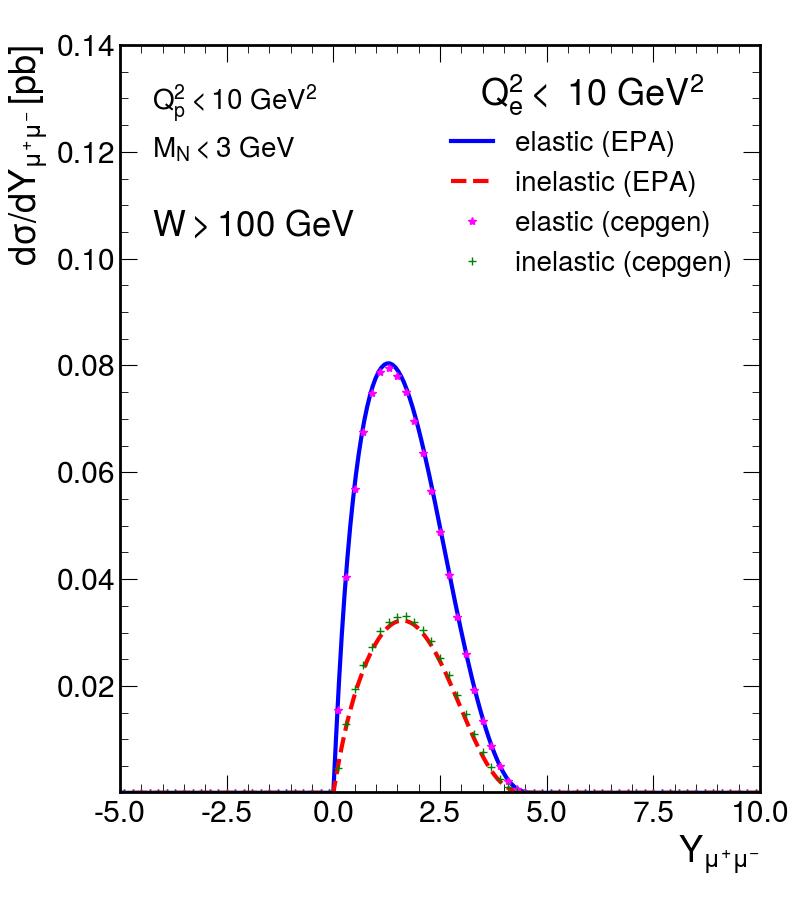 dσ/dY_{μ⁺μ⁻} [pb]
0.14
0.12
0.10
0.08
0.06
0.04
0.02
Q²_p < 10 GeV²
M_N < 3 GeV
W > 100 GeV
Q²_e < 10 GeV²
elastic (EPA)
inelastic (EPA)
elastic (cepgen)
inelastic (cepgen)
-5.0 -2.5 0.0 2.5 5.0 7.5 10.0
Y_{μ⁺μ⁻}